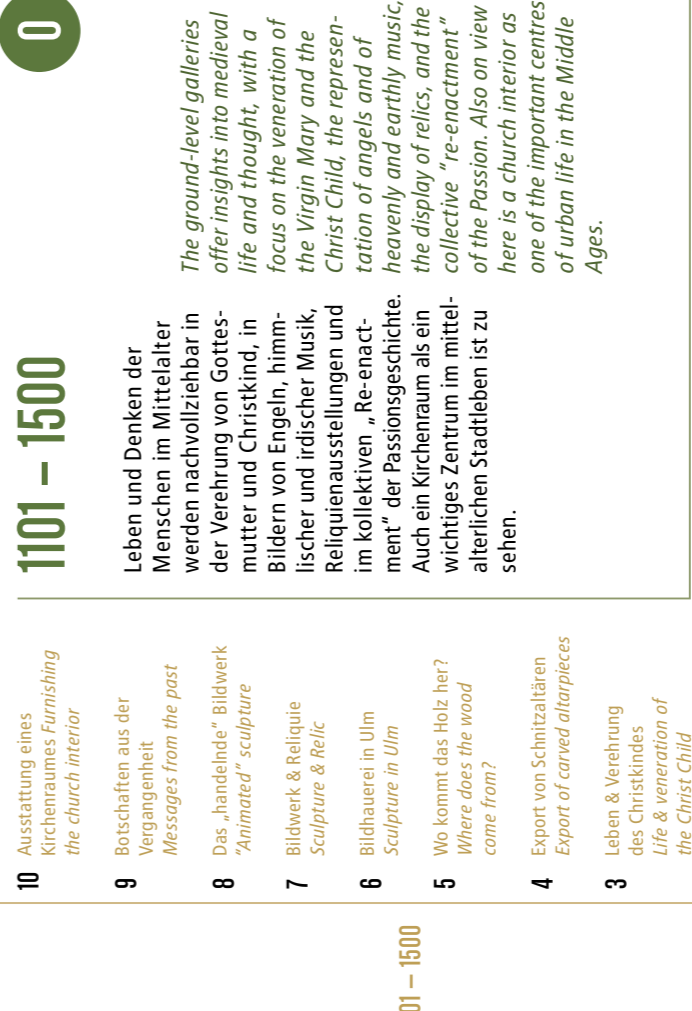 01 – 1500
10 Ausstattung eines
Kirchenraumes Furnishing
the church interior
9 Botschaften aus der
Vergangenheit
Messages from the past
8 Das „handelnde“ Bildwerk
“Animated” sculpture
7 Bildwerk & Reliquie
Sculpture & Relic
6 Bildhauerei in Ulm
Sculpture in Ulm
5 Wo kommt das Holz her?
Where does the wood
come from?
4 Export von Schnitzaltären
Export of carved altarpieces
3 Leben & Verehrung
des Christkindes
Life & veneration of
the Christ Child
1101 – 1500
0
Leben und Denken der
Menschen im Mittelalter
werden nachvollziehbar in
der Verehrung von Gottes-
mutter und Christkind, in
Bildern von Engeln, himm-
lischer und irdischer Musik,
Reliquienausstellungen und
im kollektiven „Re-enact-
ment“ der Passionsgeschichte.
Auch ein Kirchenraum als ein
wichtiges Zentrum im mittel-
alterlichen Stadtleben ist zu
sehen.
The ground-level galleries
offer insights into medieval
life and thought, with a
focus on the veneration of
the Virgin Mary and the
Christ Child, the represen-
tation of angels and of
heavenly and earthly music,
the display of relics, and the
collective “re-enactment”
of the Passion. Also on view
here is a church interior as
one of the important centres
of urban life in the Middle
Ages.